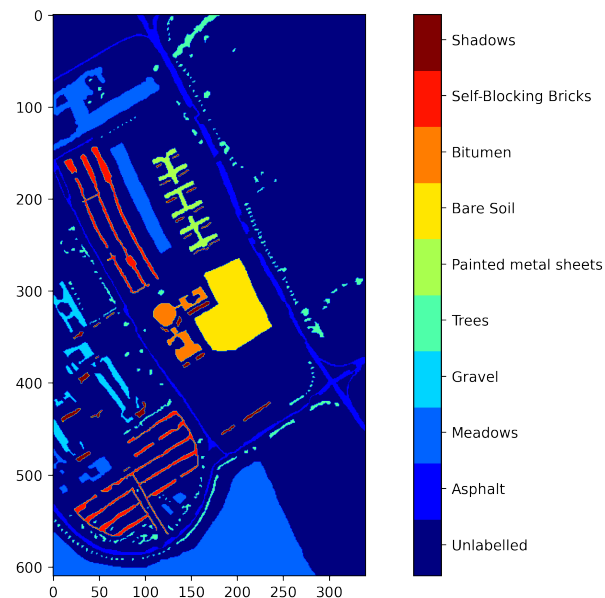 0
100
200
300
400
500
600
0 50 100 150 200 250 300
Shadows
Self-Blocking Bricks
Bitumen
Bare Soil
Painted metal sheets
Trees
Gravel
Meadows
Asphalt
Unlabelled